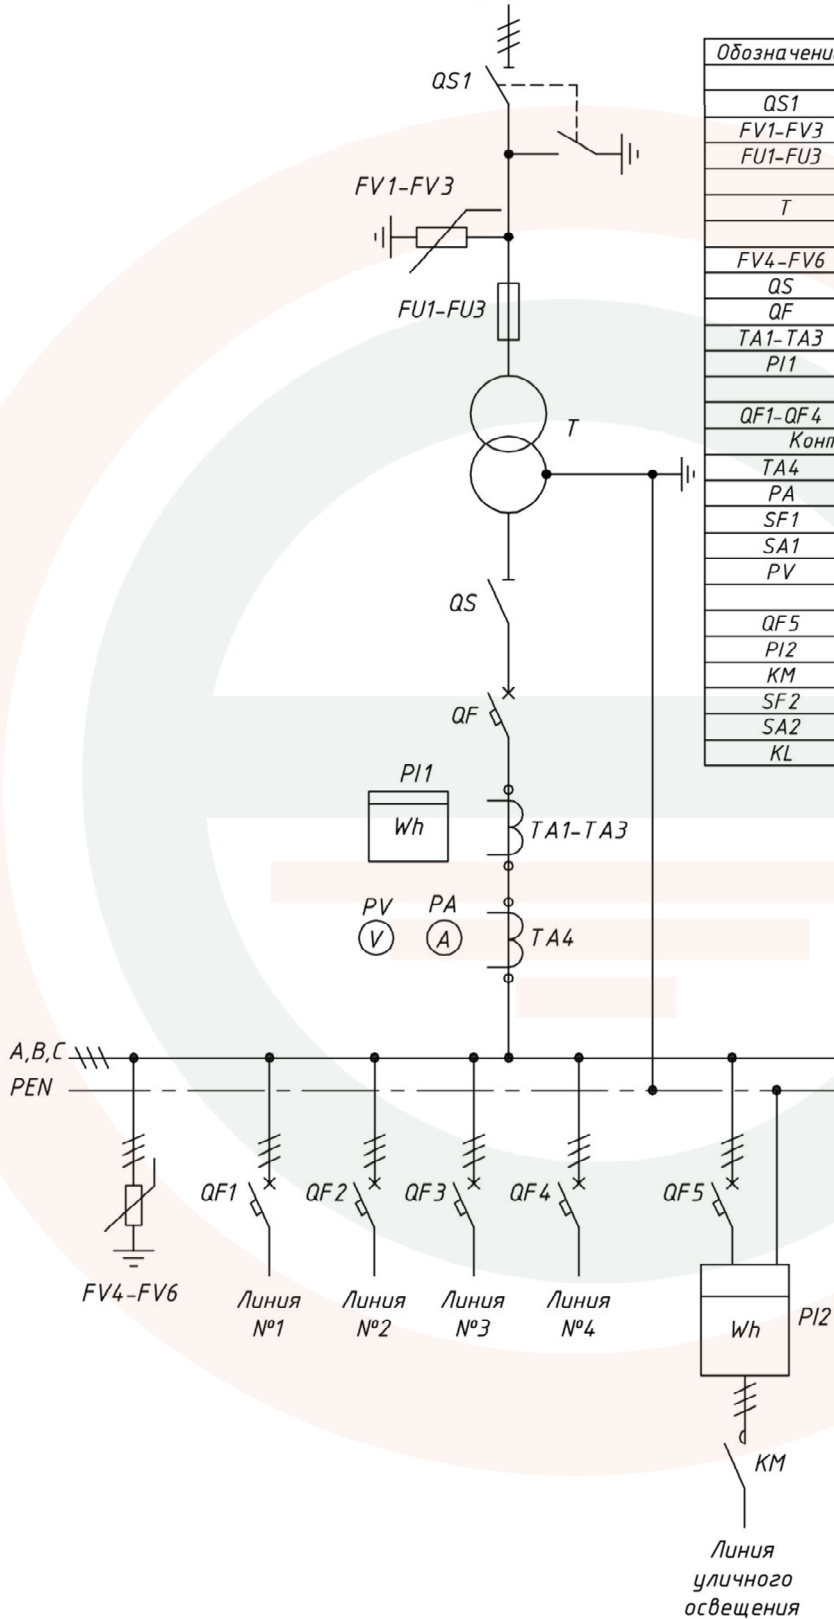 QS1
FV1-FV3
FU1-FU3
T
QS
QF
PI1
Wh
TA1-TA3
PV
PA
V
A
TA4
A,B,C
PEN
QF1
QF2
QF3
QF4
QF5
FV4-FV6
Линия
№1
Линия
№2
Линия
№3
Линия
№4
Wh
PI2
KM
Линия
уличного
освещения
Обозначени
QS1
FV1-FV3
FU1-FU3
T
FV4-FV6
QS
QF
TA1-TA3
PI1
QF1-QF4
Конт
TA4
PA
SF1
SA1
PV
QF5
PI2
KM
SF2
SA2
KL